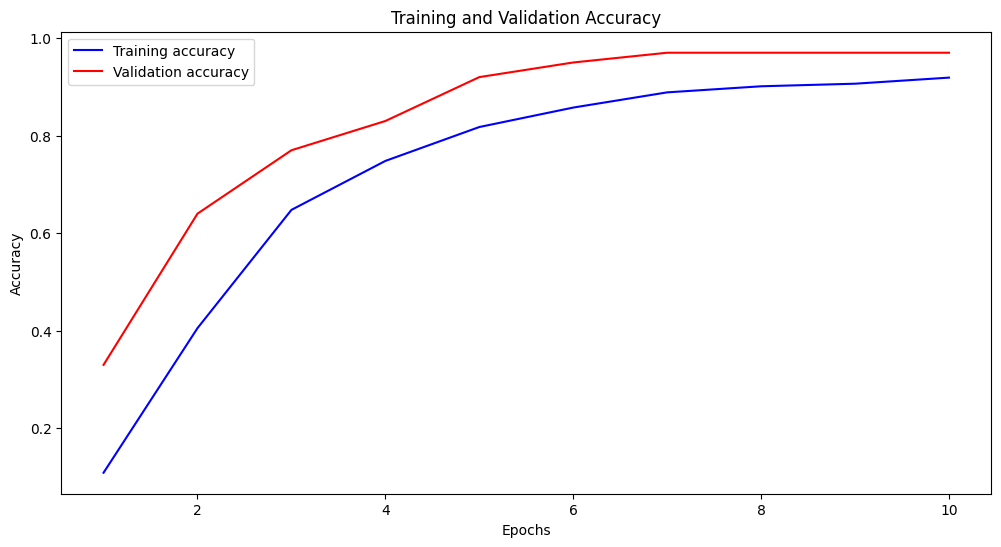 Training and Validation Accuracy
Training accuracy
Validation accuracy
1.0
0.8
0.6
0.4
0.2
Accuracy
2 4 6 8 10
Epochs